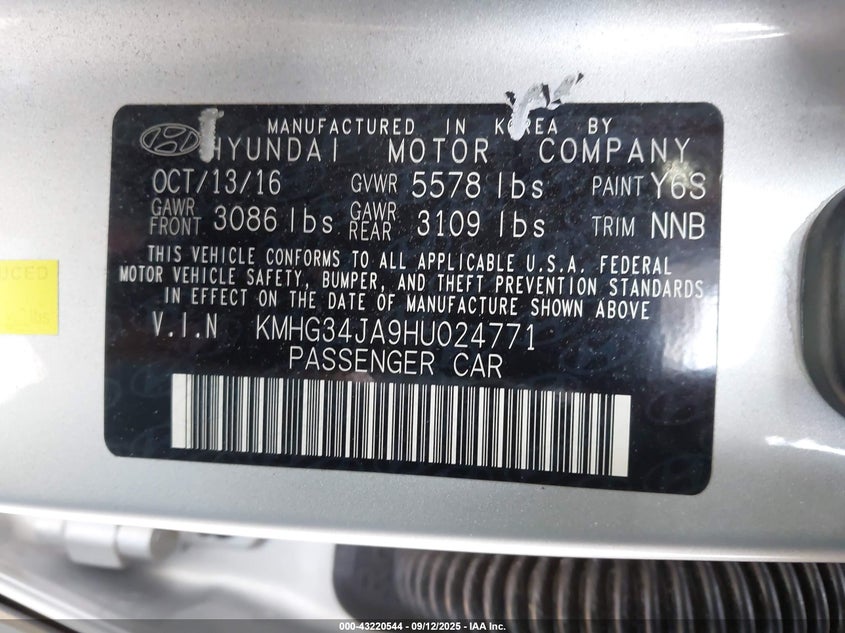 MANUFACTURED IN KOREA BY
HYUNDAI MOTOR COMPANY
OCT/13/16 GVWR 5578 lbs PAINT Y6S
GAWR FRONT 3086 lbs GAWR REAR 3109 lbs TRIM NNB
THIS VEHICLE CONFORMS TO ALL APPLICABLE U.S.A. FEDERAL
MOTOR VEHICLE SAFETY, BUMPER, AND THEFT PREVENTION STANDARDS
IN EFFECT ON THE DATE OF MANUFACTURE SHOWN ABOVE.
V.I.N KMHG34JA9HU024771
PASSENGER CAR
UCED
lbs
000-43220544 - 09/12/2025 - IAA Inc.